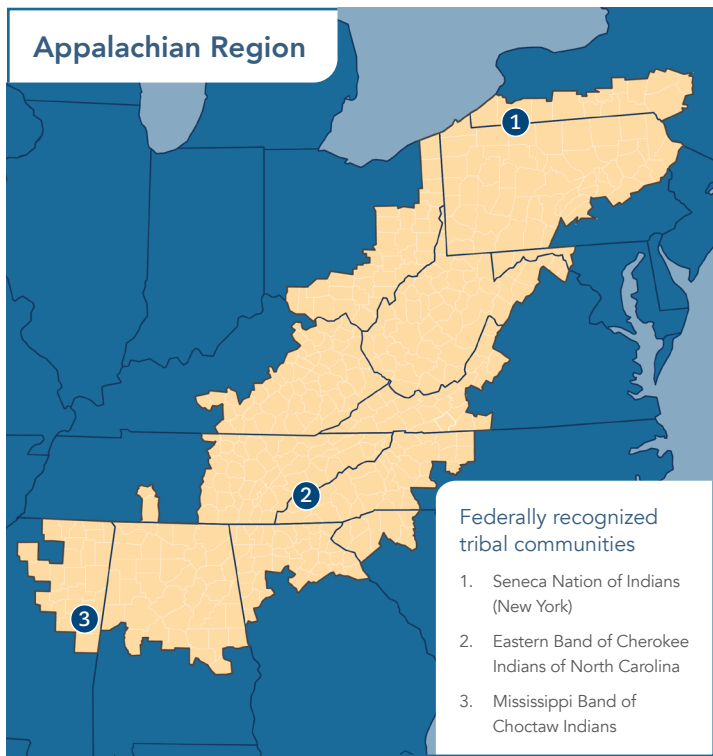 Appalachian Region
1
2
3
Federally recognized
tribal communities
1. Seneca Nation of Indians
(New York)
2. Eastern Band of Cherokee
Indians of North Carolina
3. Mississippi Band of
Choctaw Indians